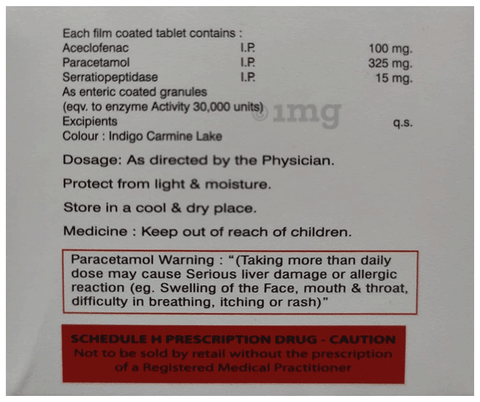 Each film coated tablet contains :
Aceclofenac I.P. 100 mg.
Paracetamol I.P. 325 mg.
Serratiopeptidase I.P. 15 mg.
As enteric coated granules
(eqv. to enzyme Activity 30,000 units)
1mg
Excipients q.s.
Colour : Indigo Carmine Lake
Dosage: As directed by the Physician.
Protect from light & moisture.
Store in a cool & dry place.
Medicine : Keep out of reach of children.
Paracetamol Warning : "(Taking more than daily
dose may cause Serious liver damage or allergic
reaction (eg. Swelling of the Face, mouth & throat,
difficulty in breathing, itching or rash)"
SCHEDULE H PRESCRIPTION DRUG - CAUTION
Not to be sold by retail without the prescription
of a Registered Medical Practitioner